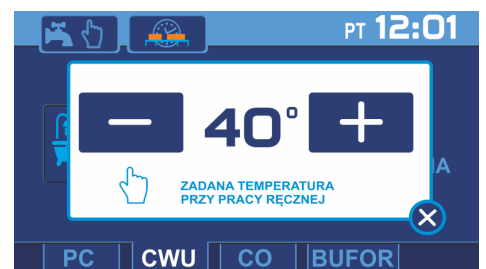 PT 12:01
− 40° +
ZADANA TEMPERATURA
PRZY PRACY RĘCZNEJ
PC CWU CO BUFOR